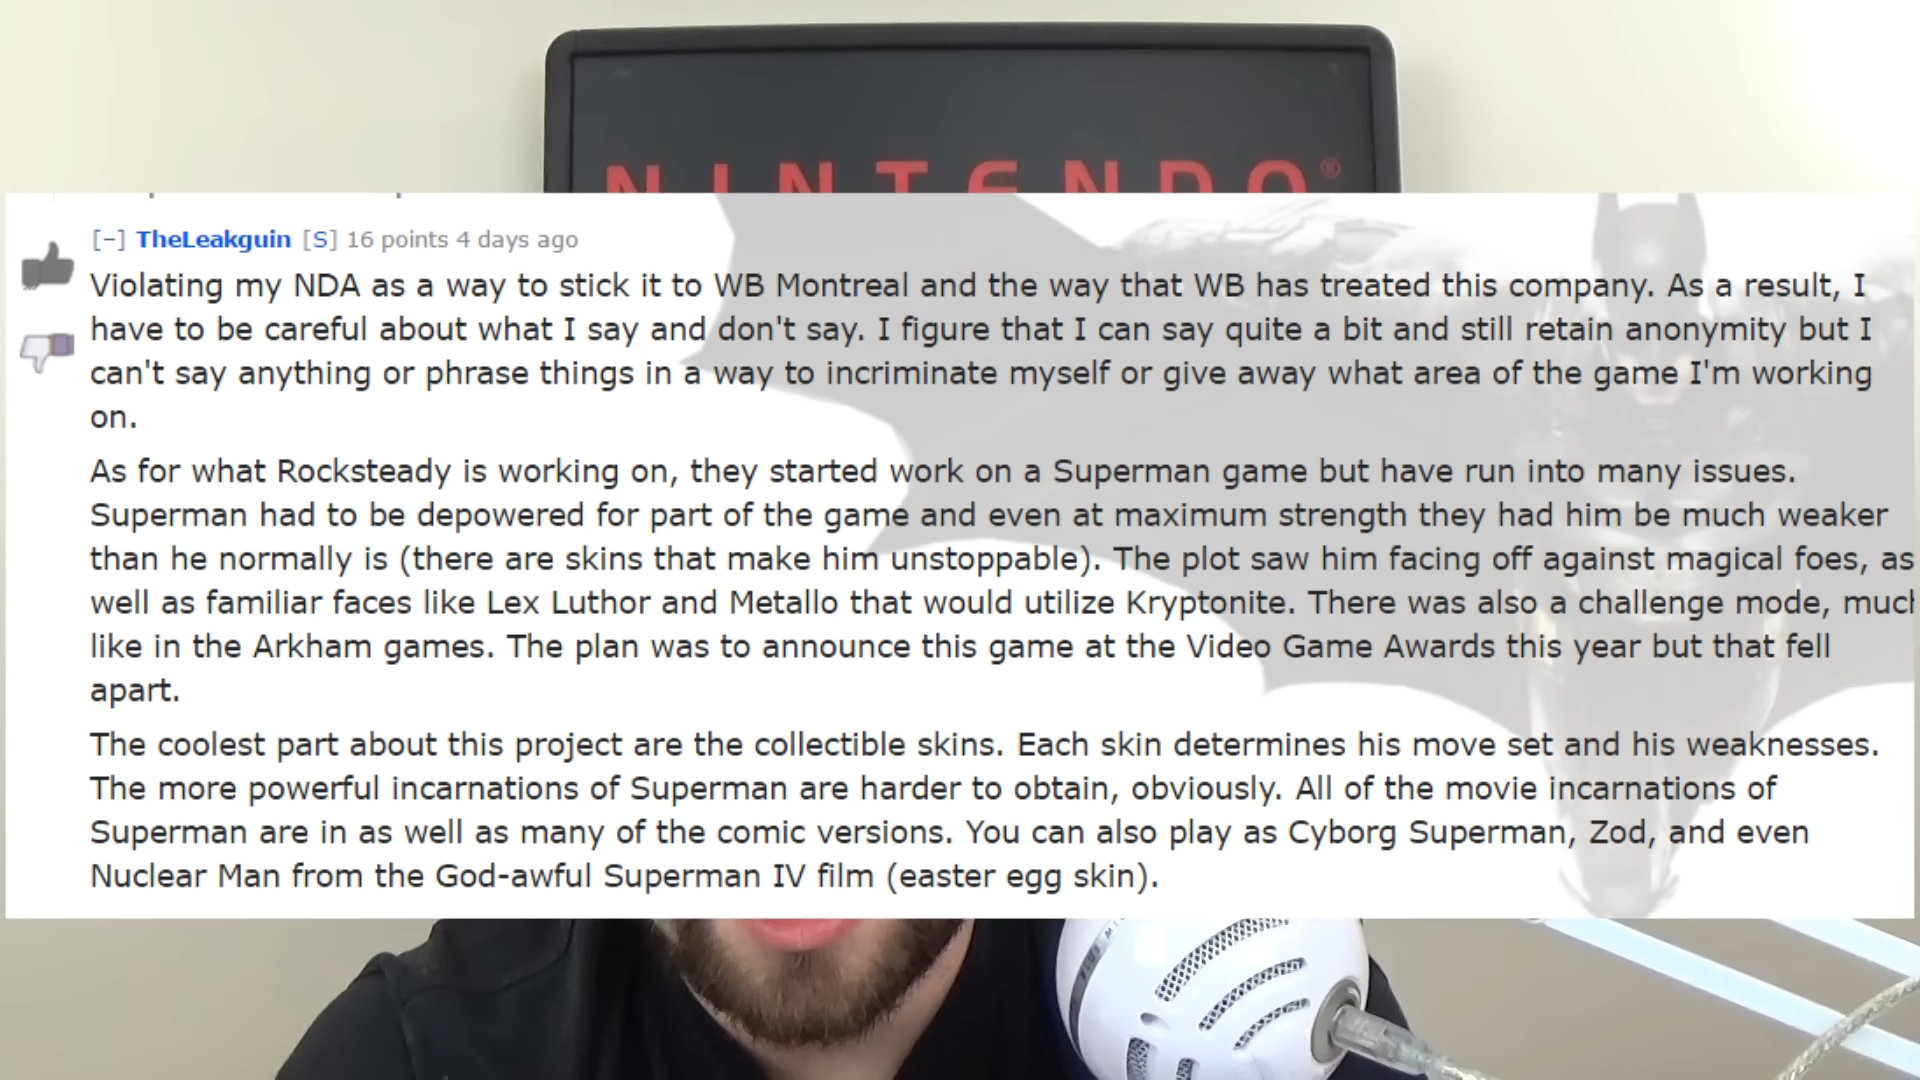 NINTENDO®
[−] TheLeakguin [S] 16 points 4 days ago
Violating my NDA as a way to stick it to WB Montreal and the way that WB has treated this company. As a result, I
have to be careful about what I say and don't say. I figure that I can say quite a bit and still retain anonymity but I
can't say anything or phrase things in a way to incriminate myself or give away what area of the game I'm working
on.
As for what Rocksteady is working on, they started work on a Superman game but have run into many issues.
Superman had to be depowered for part of the game and even at maximum strength they had him be much weaker
than he normally is (there are skins that make him unstoppable). The plot saw him facing off against magical foes, as
well as familiar faces like Lex Luthor and Metallo that would utilize Kryptonite. There was also a challenge mode, much
like in the Arkham games. The plan was to announce this game at the Video Game Awards this year but that fell
apart.
The coolest part about this project are the collectible skins. Each skin determines his move set and his weaknesses.
The more powerful incarnations of Superman are harder to obtain, obviously. All of the movie incarnations of
Superman are in as well as many of the comic versions. You can also play as Cyborg Superman, Zod, and even
Nuclear Man from the God-awful Superman IV film (easter egg skin).